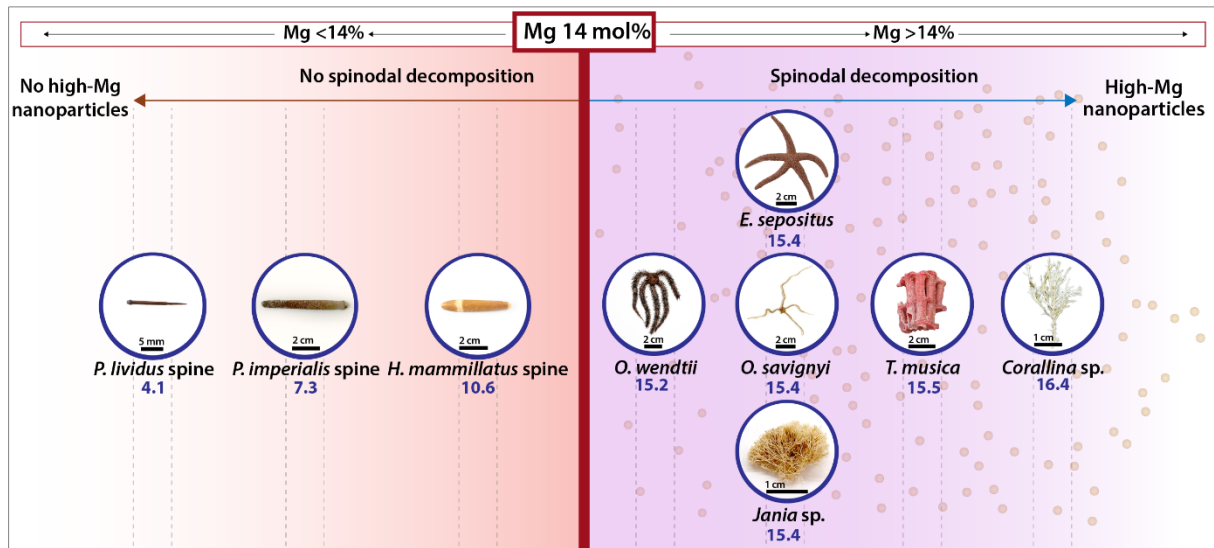 Mg <14%
Mg 14 mol%
Mg >14%
No spinodal decomposition
Spinodal decomposition
No high-Mg
nanoparticles
High-Mg
nanoparticles
2 cm
E. sepositus
15.4
5 mm
P. lividus spine
4.1
2 cm
P. imperialis spine
7.3
2 cm
H. mammillatus spine
10.6
2 cm
O. wendtii
15.2
2 cm
O. savignyi
15.4
2 cm
T. musica
15.5
1 cm
Corallina sp.
16.4
1 cm
Jania sp.
15.4